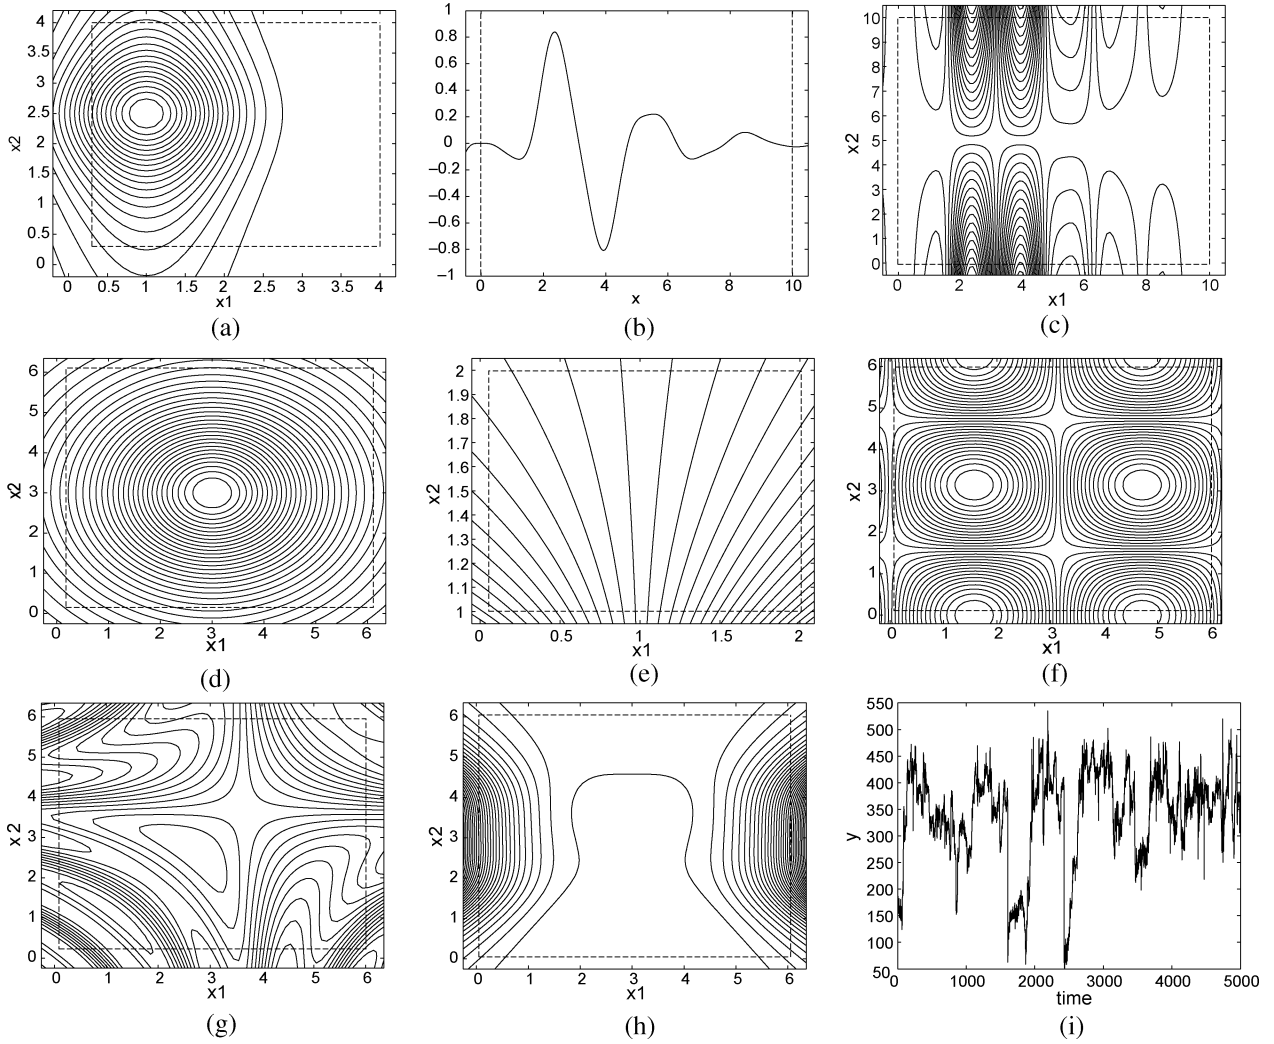 4
3.5
3
2.5
2
1.5
1
0.5
0
x2
0 0.5 1 1.5 2 2.5 3 3.5 4
x1
(a)
1
0.8
0.6
0.4
0.2
0
−0.2
−0.4
−0.6
−0.8
−1
0 2 4 6 8 10
x
(b)
10
9
8
7
6
5
4
3
2
1
0
x2
0 2 4 6 8 10
x1
(c)
6
5
4
3
2
1
0
x2
0 1 2 3 4 5 6
x1
(d)
2
1.9
1.8
1.7
1.6
1.5
1.4
1.3
1.2
1.1
1
x2
0 0.5 1 1.5 2
x1
(e)
6
5
4
3
2
1
0
x2
0 1 2 3 4 5 6
x1
(f)
6
5
4
3
2
1
0
x2
0 1 2 3 4 5 6
x1
(g)
6
5
4
3
2
1
0
x2
0 1 2 3 4 5 6
x1
(h)
550
500
450
400
350
300
250
200
150
100
50
y
0 1000 2000 3000 4000 5000
time
(i)